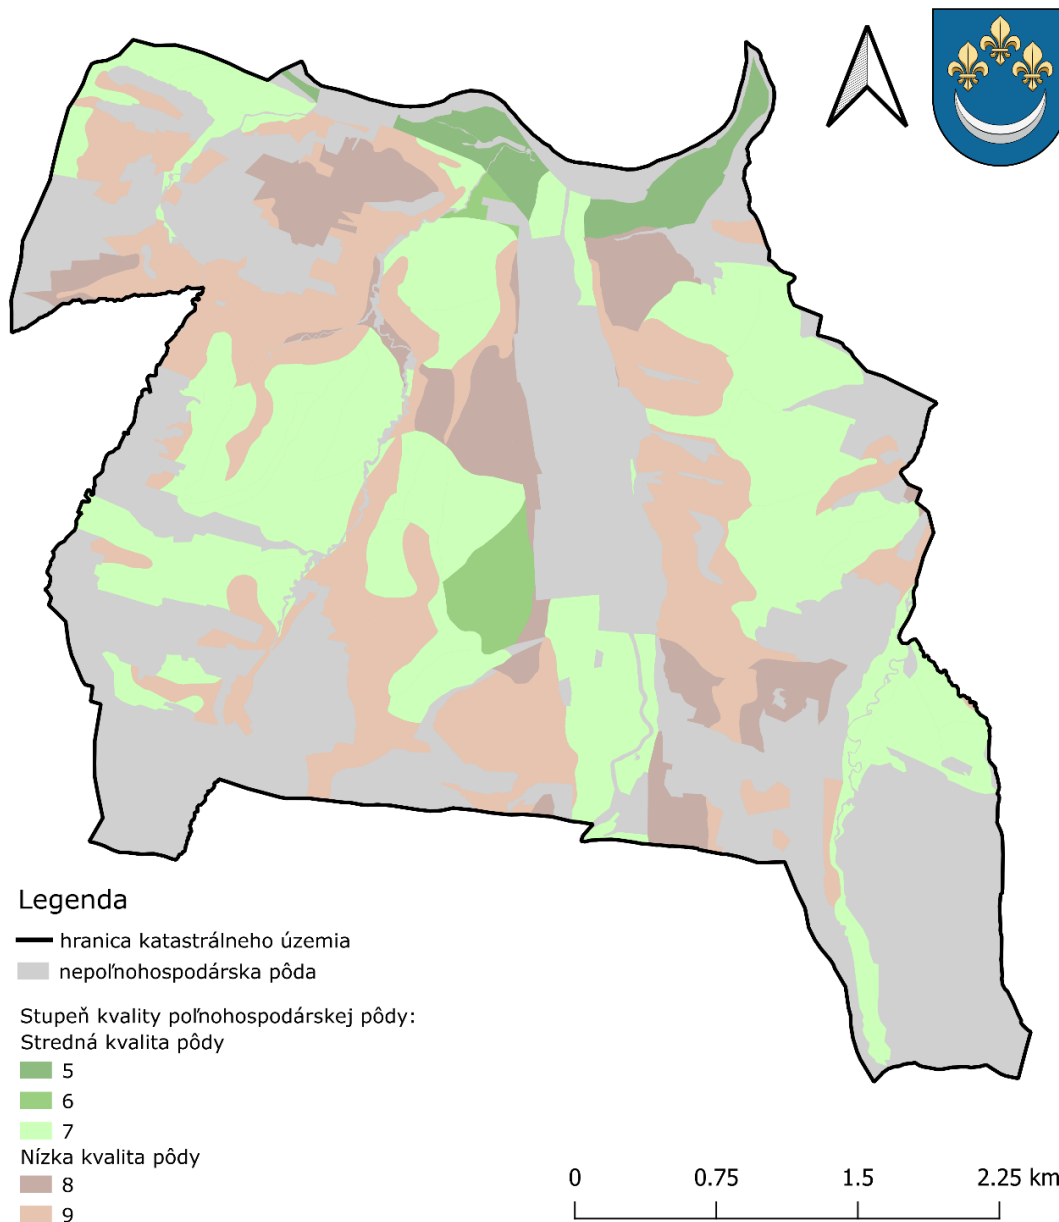 Legenda
hranica katastrálneho územia
nepoľnohospodárska pôda
Stupeň kvality poľnohospodárskej pôdy:
Stredná kvalita pôdy
5
6
7
Nízka kvalita pôdy
8
9
0 0.75 1.5 2.25 km